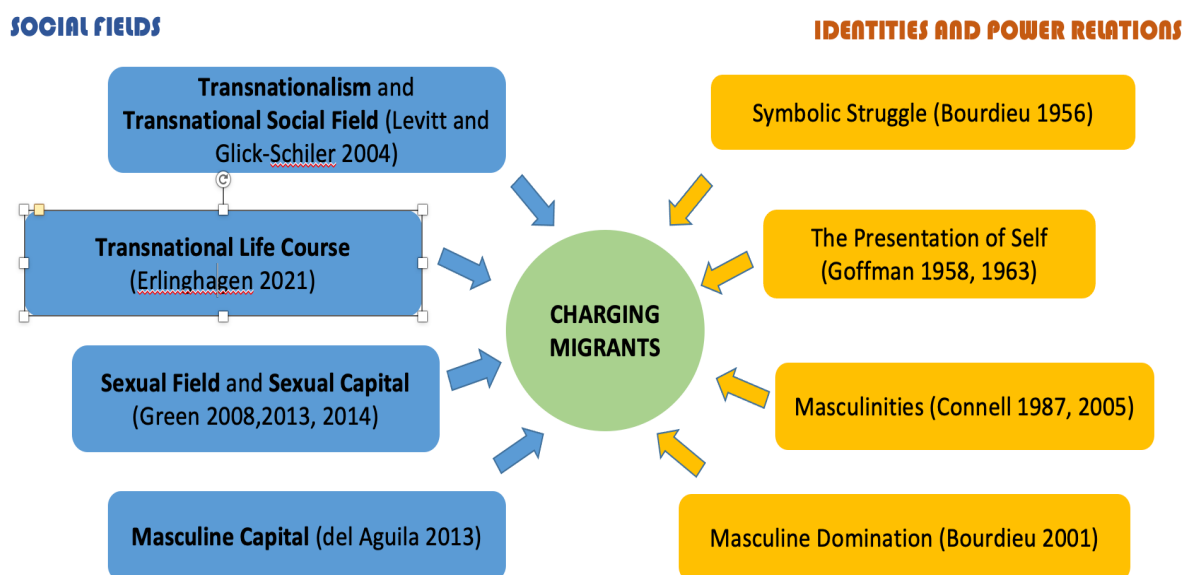 SOCIAL FIELDS
IDENTITIES AND POWER RELATIONS
Transnationalism and
Transnational Social Field (Levitt and
Glick-Schiler 2004)
Transnational Life Course
(Erlinghagen 2021)
Sexual Field and Sexual Capital
(Green 2008,2013, 2014)
Masculine Capital (del Aguila 2013)
CHARGING
MIGRANTS
Symbolic Struggle (Bourdieu 1956)
The Presentation of Self
(Goffman 1958, 1963)
Masculinities (Connell 1987, 2005)
Masculine Domination (Bourdieu 2001)